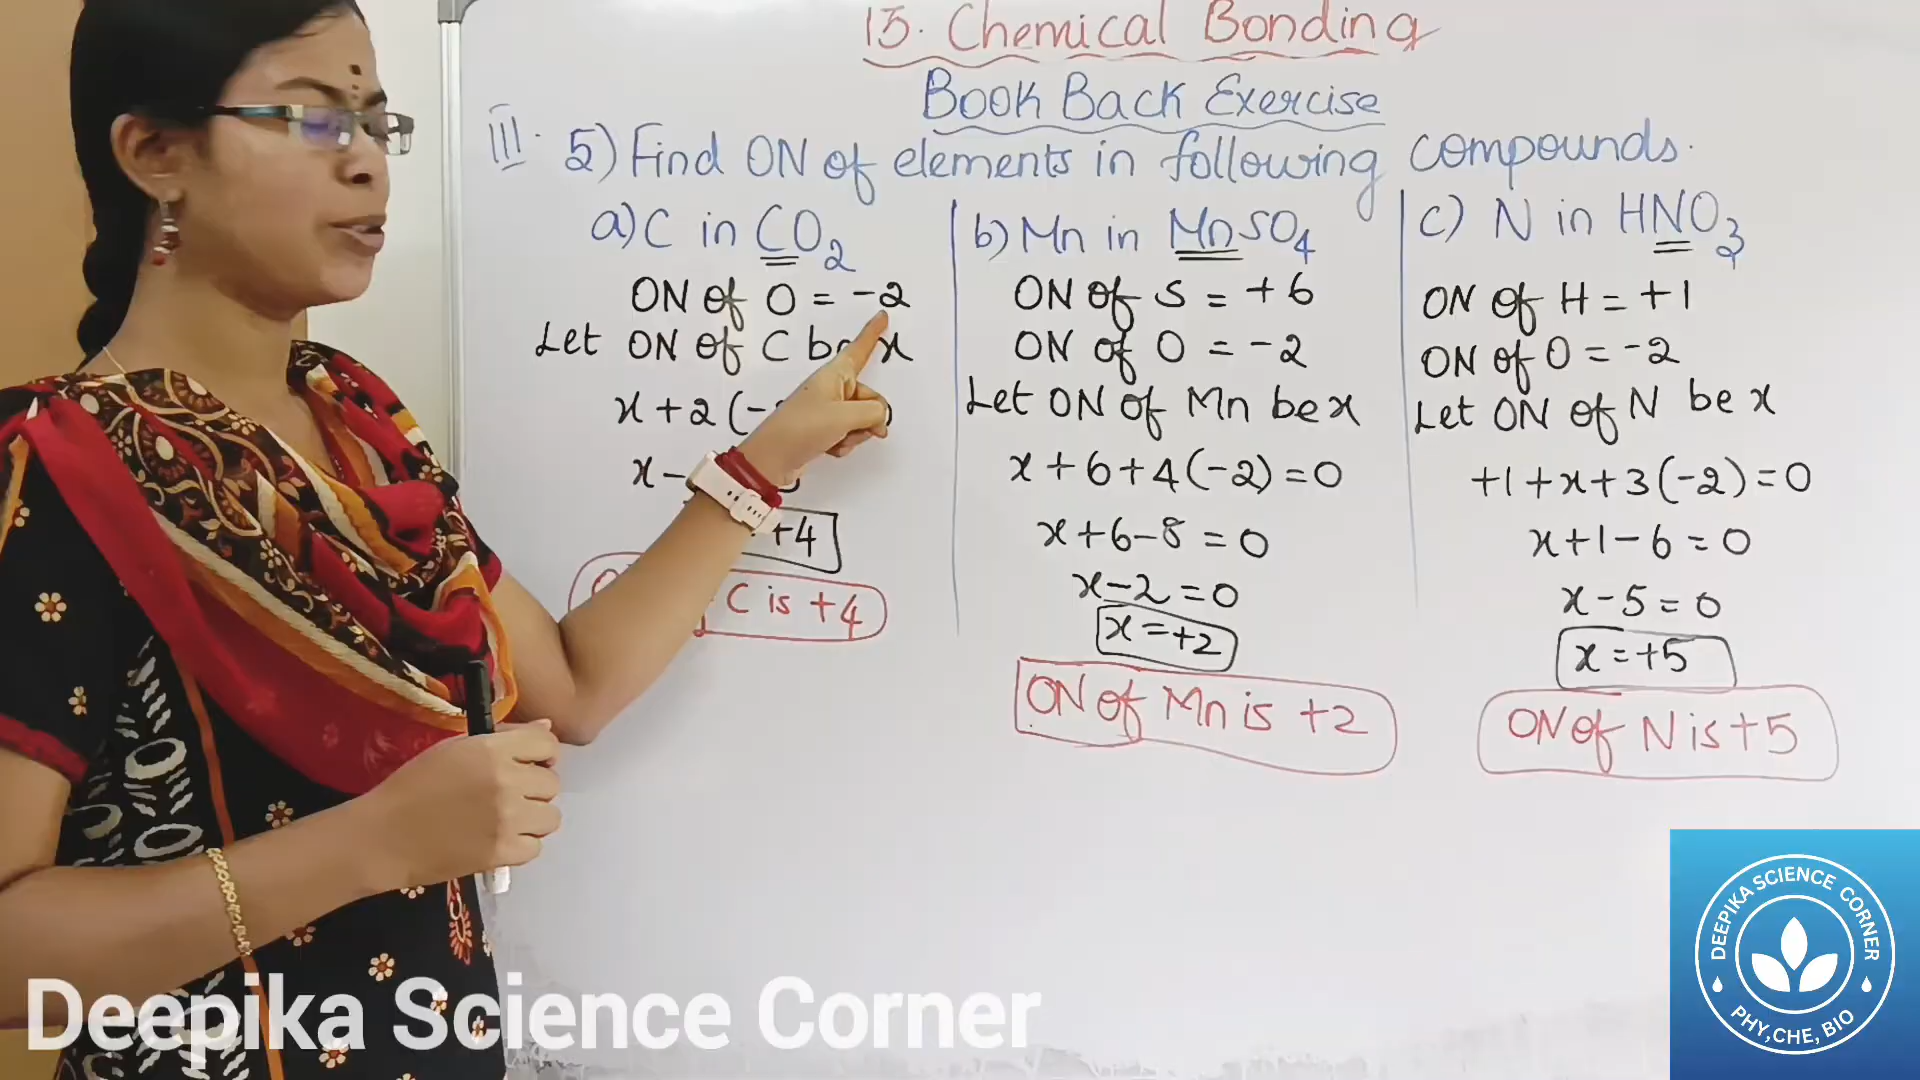 15. Chemical Bonding
Book Back Exercise
III. 5) Find ON of elements in following compounds.
a) C in CO2
ON of O = -2
Let ON of C be x
x + 2 (-
x -
+4
C is +4
b) Mn in MnSO4
ON of S = +6
ON of O = -2
Let ON of Mn be x
x + 6 + 4 (-2) = 0
x + 6 - 8 = 0
x - 2 = 0
x = +2
ON of Mn is +2
c) N in HNO3
ON of H = +1
ON of O = -2
Let ON of N be x
+1 + x + 3 (-2) = 0
x + 1 - 6 = 0
x - 5 = 0
x = +5
ON of N is +5
Deepika Science Corner
DEEPIKA SCIENCE CORNER
PHY,CHE, BIO